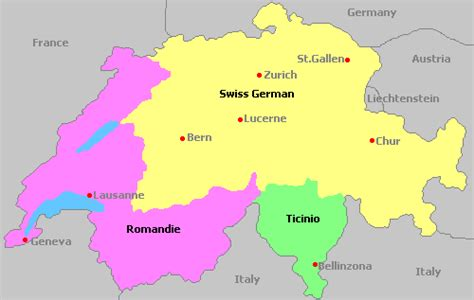 Germany
France
St.Gallen
Austria
Zurich
Swiss German
Liechtenstein
Lucerne
Bern
Chur
Lausanne
Ticinio
Romandie
Geneva
Bellinzona
Italy
Italy